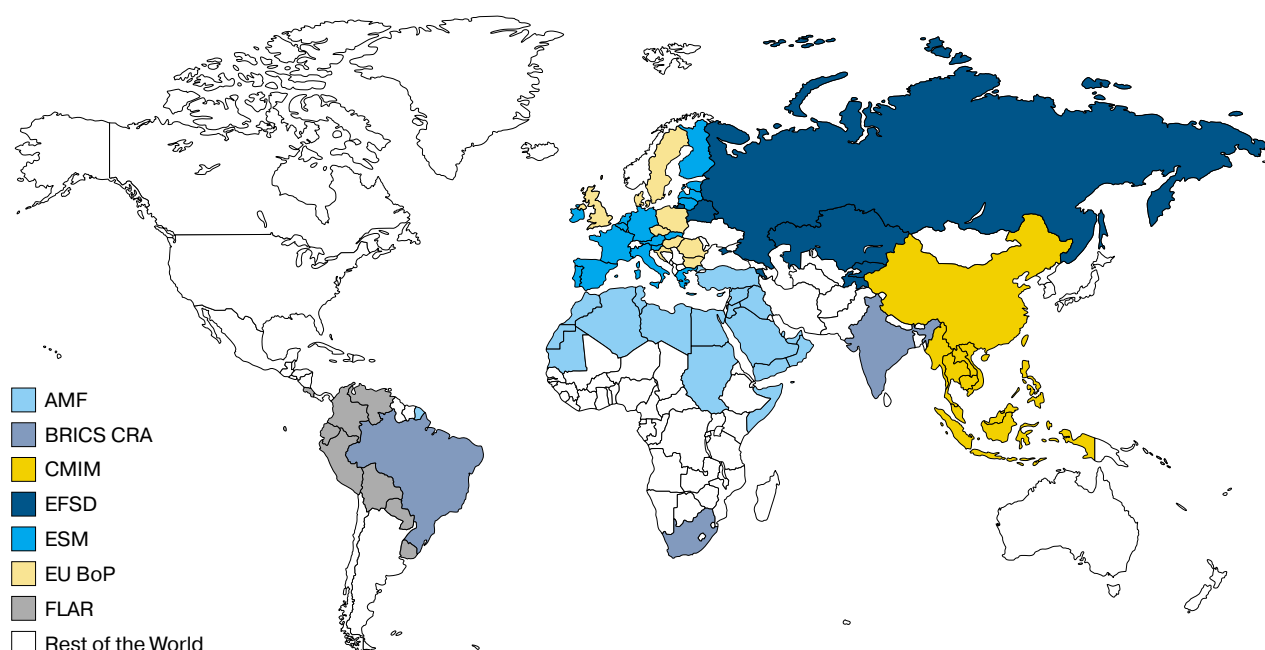 AMF
BRICS CRA
CMIM
EFSD
ESM
EU BoP
FLAR
Rest of the World